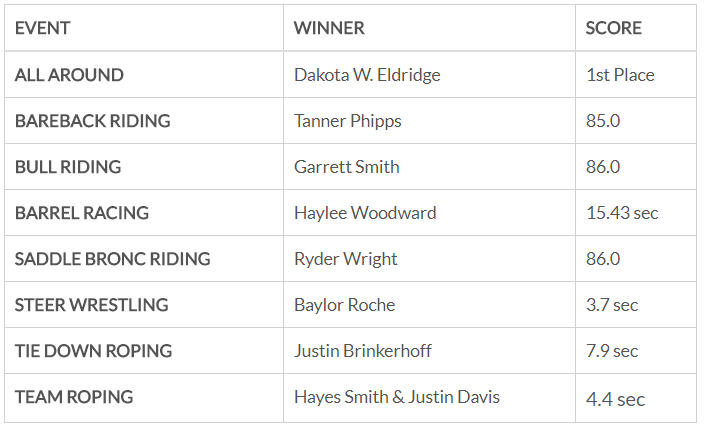 EVENT WINNER SCORE
ALL AROUND Dakota W. Eldridge 1st Place
BAREBACK RIDING Tanner Phipps 85.0
BULL RIDING Garrett Smith 86.0
BARREL RACING Haylee Woodward 15.43 sec
SADDLE BRONC RIDING Ryder Wright 86.0
STEER WRESTLING Baylor Roche 3.7 sec
TIE DOWN ROPING Justin Brinkerhoff 7.9 sec
TEAM ROPING Hayes Smith & Justin Davis 4.4 sec